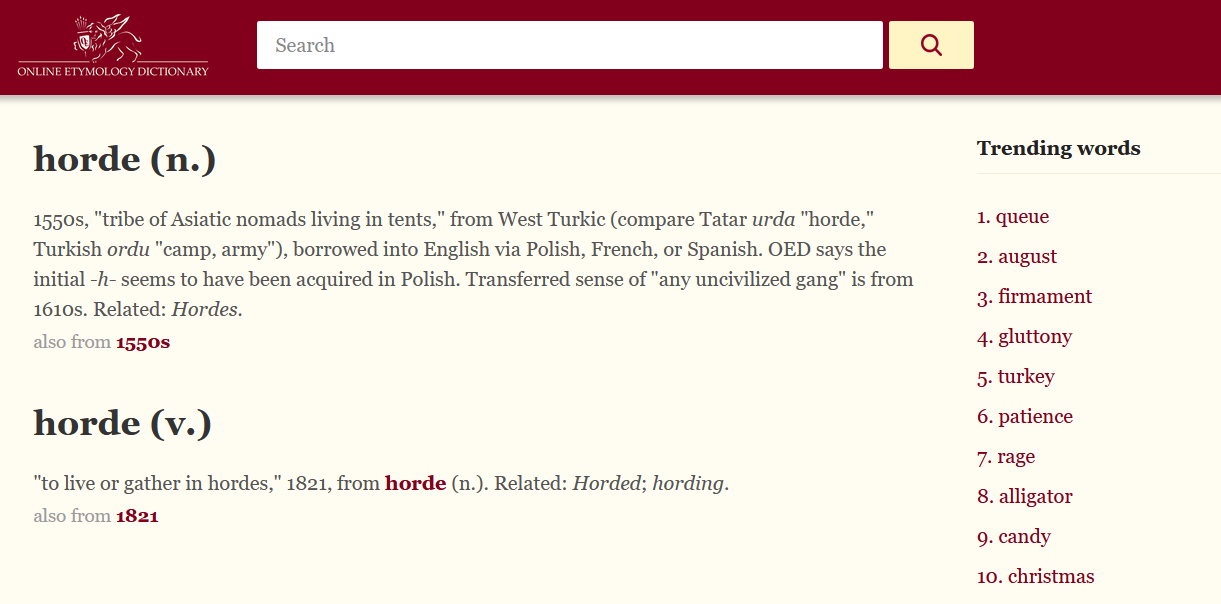 ONLINE ETYMOLOGY DICTIONARY
Search
horde (n.)
1550s, "tribe of Asiatic nomads living in tents," from West Turkic (compare Tatar urda "horde,"
Turkish ordu "camp, army"), borrowed into English via Polish, French, or Spanish. OED says the
initial -h- seems to have been acquired in Polish. Transferred sense of "any uncivilized gang" is from
1610s. Related: Hordes.
also from 1550s
horde (v.)
"to live or gather in hordes," 1821, from horde (n.). Related: Horded; hording.
also from 1821
Trending words
1. queue
2. august
3. firmament
4. gluttony
5. turkey
6. patience
7. rage
8. alligator
9. candy
10. christmas